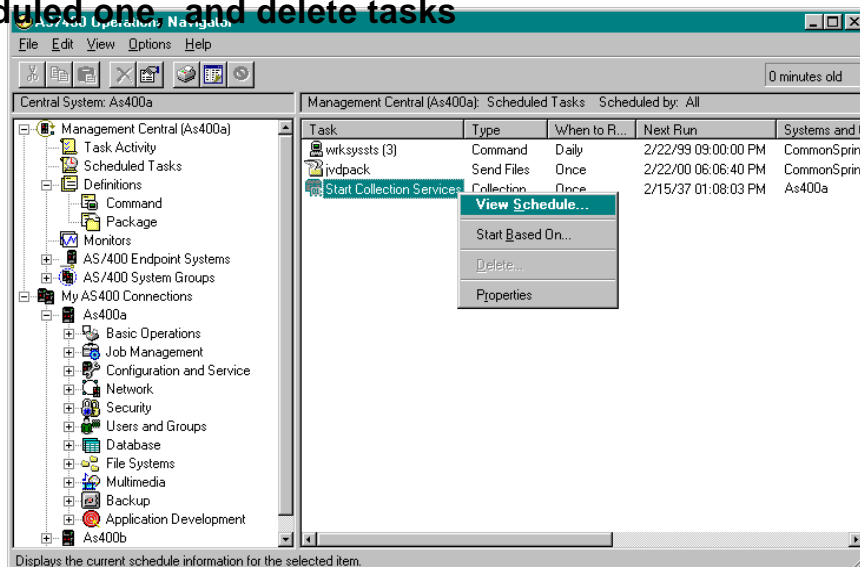 duled one, and delete tasks
AS/400 Operations Navigator
File Edit View Options Help
0 minutes old
Central System: As400a
Management Central (As400a): Scheduled Tasks Scheduled by: All
Management Central (As400a)
Task Activity
Scheduled Tasks
Definitions
Command
Package
Monitors
AS/400 Endpoint Systems
AS/400 System Groups
My AS400 Connections
As400a
Basic Operations
Job Management
Configuration and Service
Network
Security
Users and Groups
Database
File Systems
Multimedia
Backup
Application Development
As400b
Task Type When to R... Next Run Systems and
wrksyssts (3) Command Daily 2/22/99 09:00:00 PM CommonSprin
jvdpack Send Files Once 2/22/00 06:06:40 PM CommonSprin
Start Collection Services Collection Once 2/15/37 01:08:03 PM As400a
View Schedule...
Start Based On...
Delete...
Properties
Displays the current schedule information for the selected item.